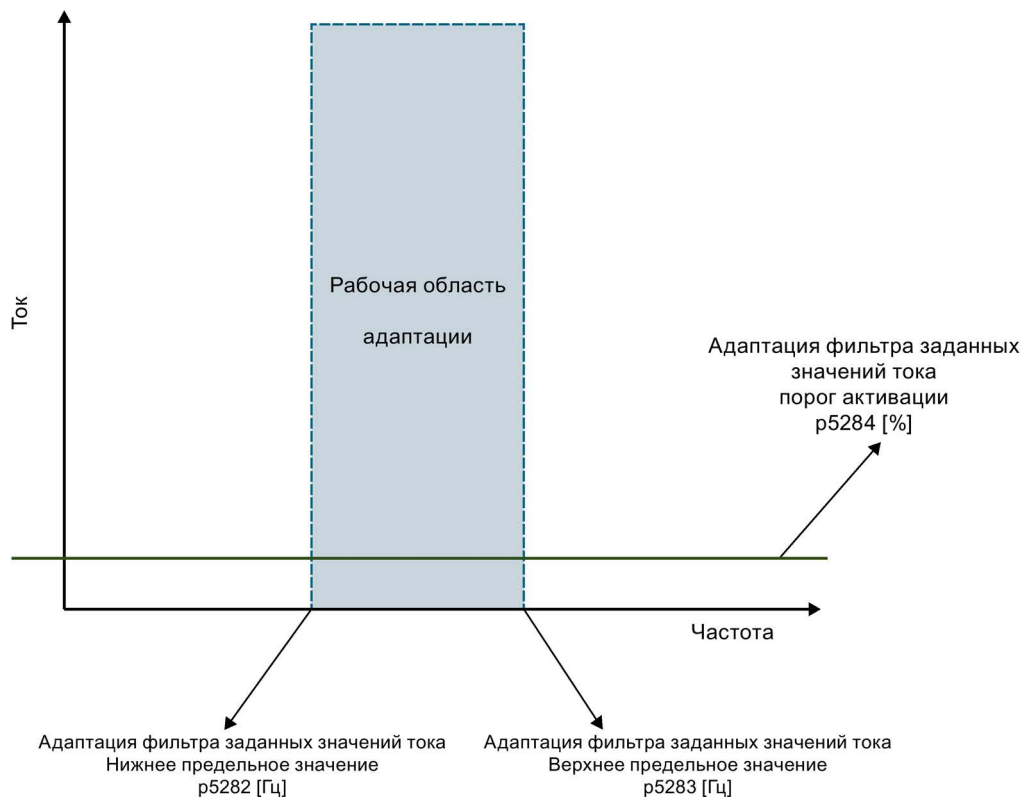 Ток
Рабочая область
адаптации
Адаптация фильтра заданных
значений тока
порог активации
p5284 [%]
Частота
Адаптация фильтра заданных значений тока
Нижнее предельное значение
p5282 [Гц]
Адаптация фильтра заданных значений тока
Верхнее предельное значение
p5283 [Гц]